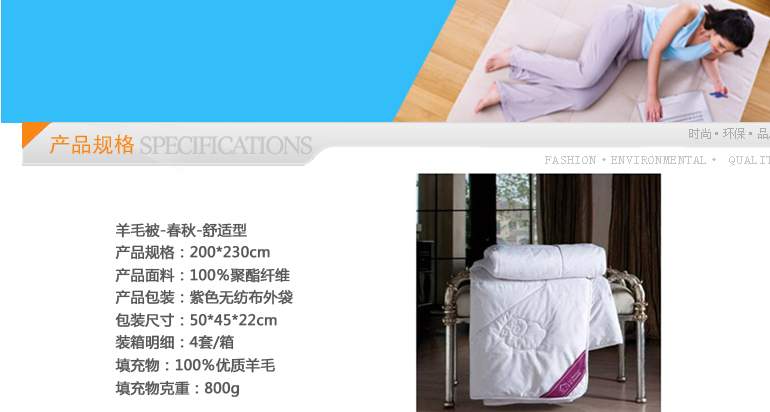 产品规格 SPECIFICATIONS
时尚·环保·品
FASHION·ENVIRONMENTAL· QUALIT
羊毛被-春秋-舒适型
产品规格：200*230cm
产品面料：100%聚酯纤维
产品包装：紫色无纺布外袋
包装尺寸：50*45*22cm
装箱明细：4套/箱
填充物：100%优质羊毛
填充物克重：800g